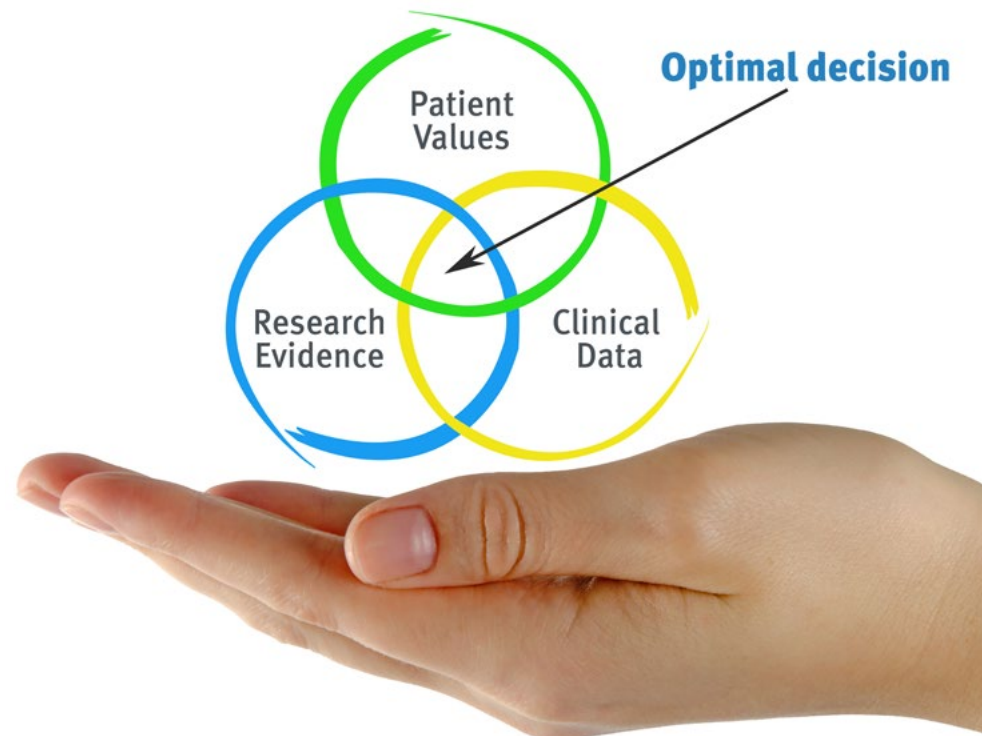 Optimal decision
Patient
Values
Research
Evidence
Clinical
Data